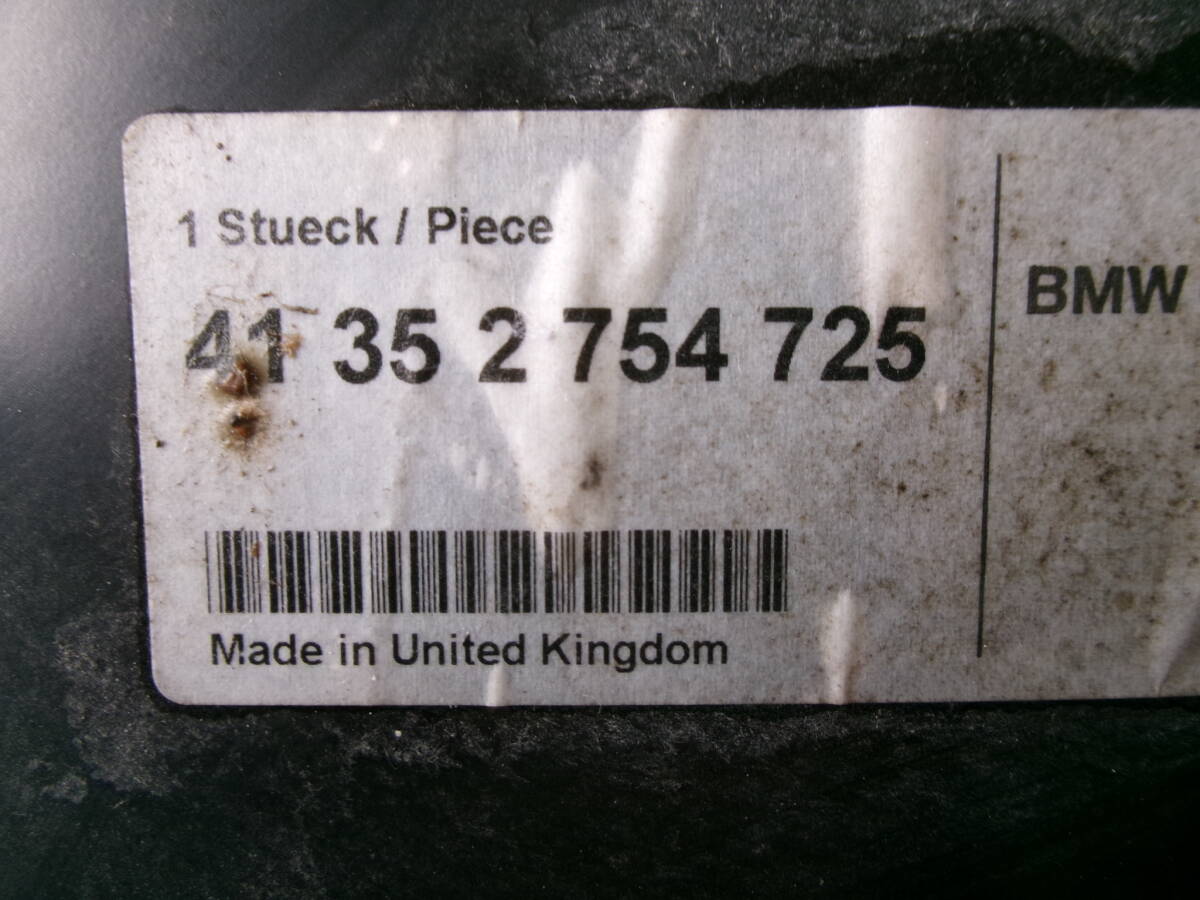 1 Stueck / Piece
41 35 2 754 725
Made in United Kingdom
BMW